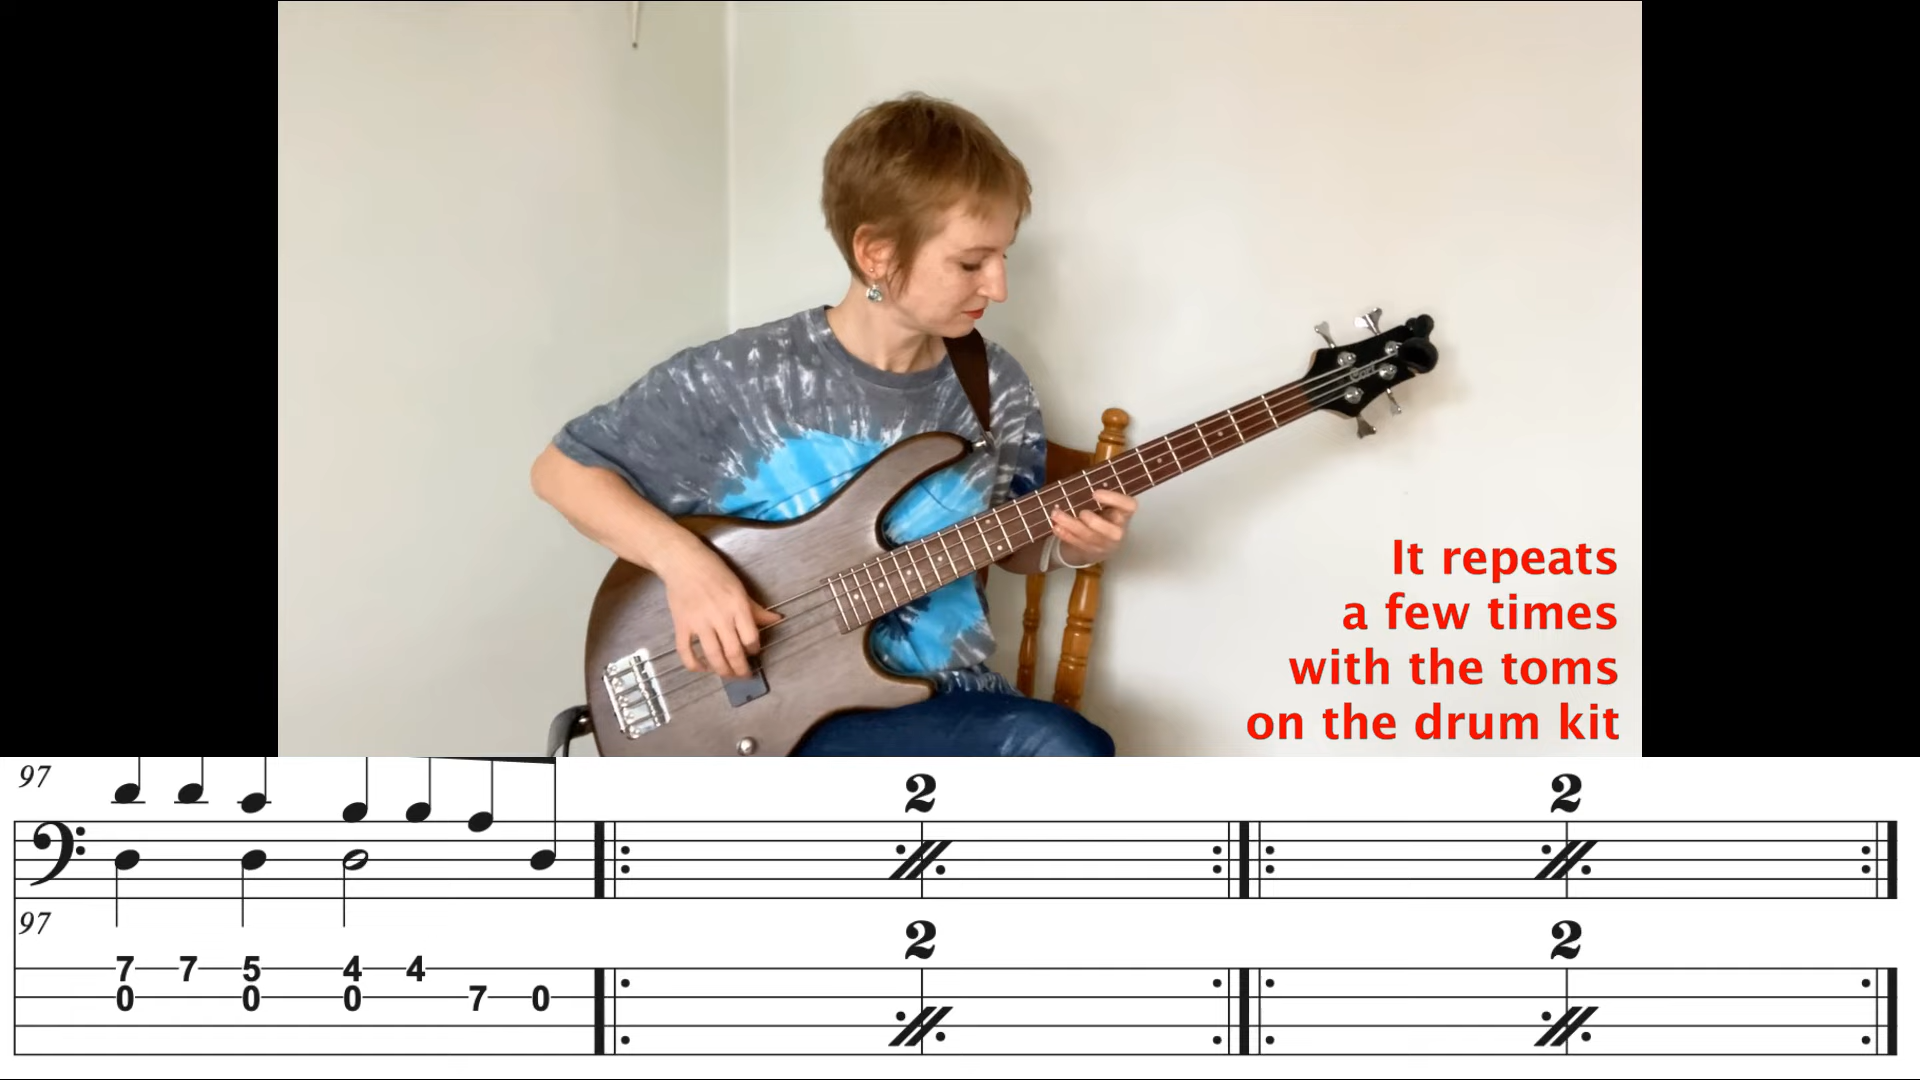 It repeats
a few times
with the toms
on the drum kit
97
2 2
97
2 2
7 7 5 4 4
0 0 0 7 0